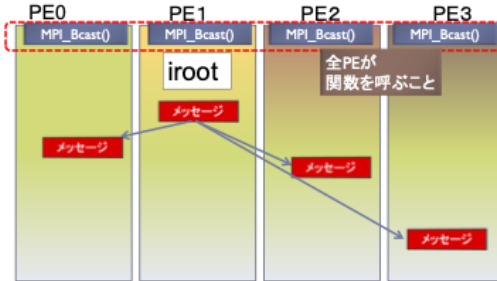 PE0 PE1 PE2 PE3
MPI_Bcast() MPI_Bcast() MPI_Bcast() MPI_Bcast()
iroot
全PEが
関数を呼ぶこと
メッセージ
メッセージ
メッセージ
メッセージ